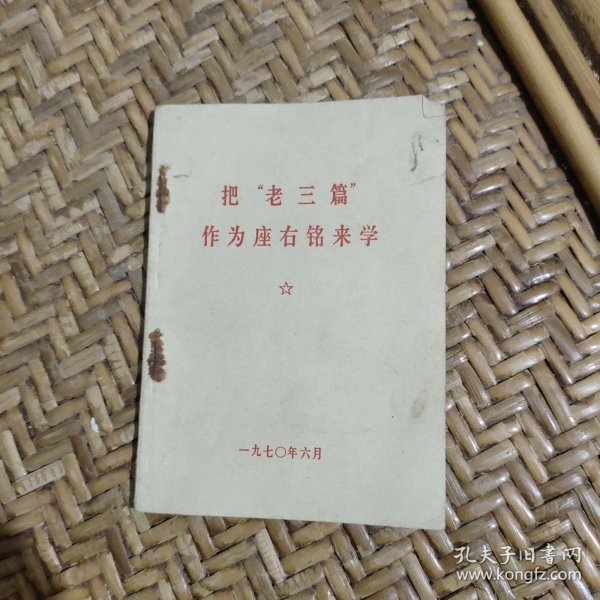 把“老三篇”
作为座右铭来学
☆
一九七〇年六月
孔夫子旧书网
www.kongfz.com